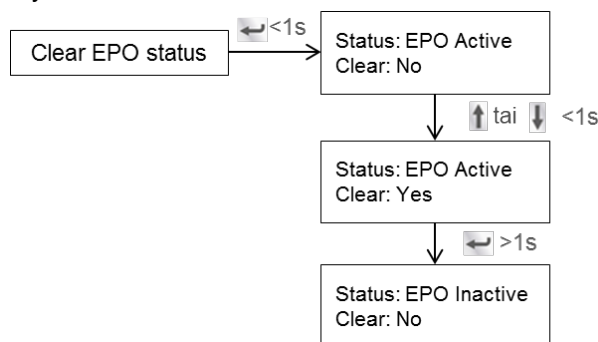 Clear EPO status
<1s
Status: EPO Active
Clear: No
tai <1s
Status: EPO Active
Clear: Yes
>1s
Status: EPO Inactive
Clear: No